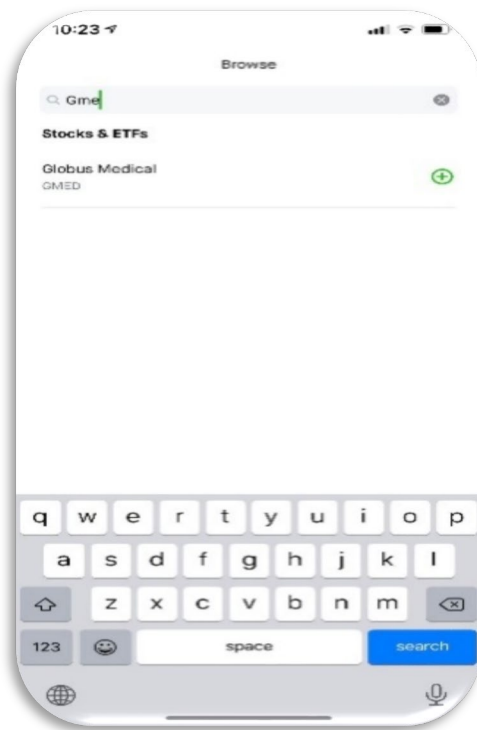 10:23
Browse
Gme
Stocks & ETFs
Globus Medical
GMED
q w e r t y u i o p
a s d f g h j k l
z x c v b n m
123 space search